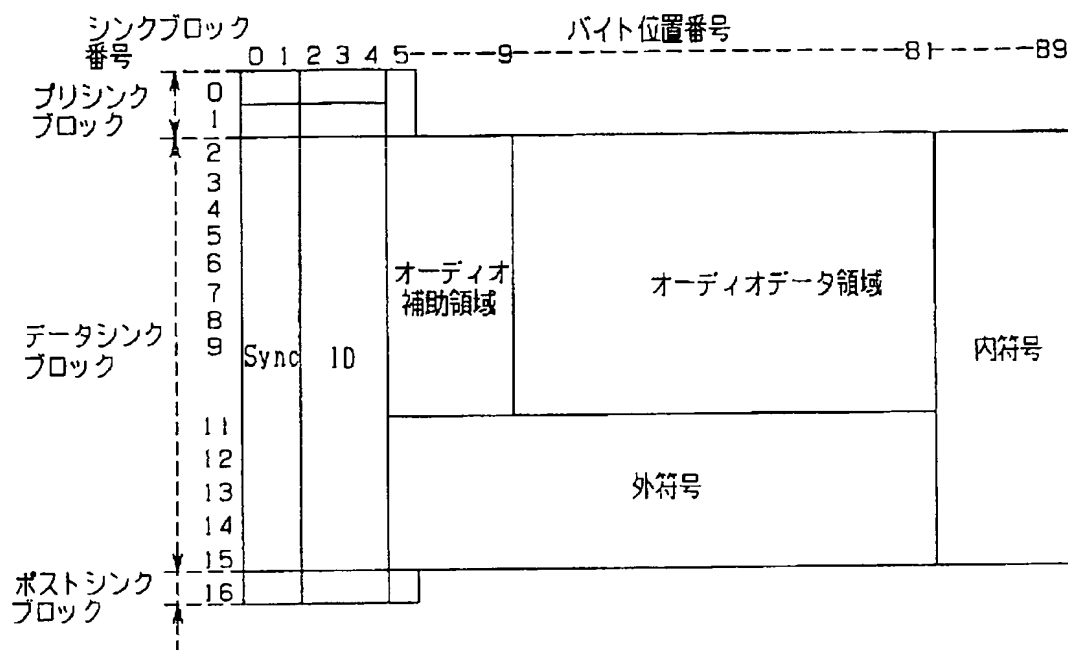 シンクブロック
番号
バイト位置番号
0 1 2 3 4 5 9 81 89
プリシンク
ブロック
0
1
データシンク
ブロック
2
3
4
5
6
7
8
9
11
12
13
14
15
Sync
ID
オーディオ
補助領域
オーディオデータ領域
内符号
外符号
ポストシンク
ブロック
16